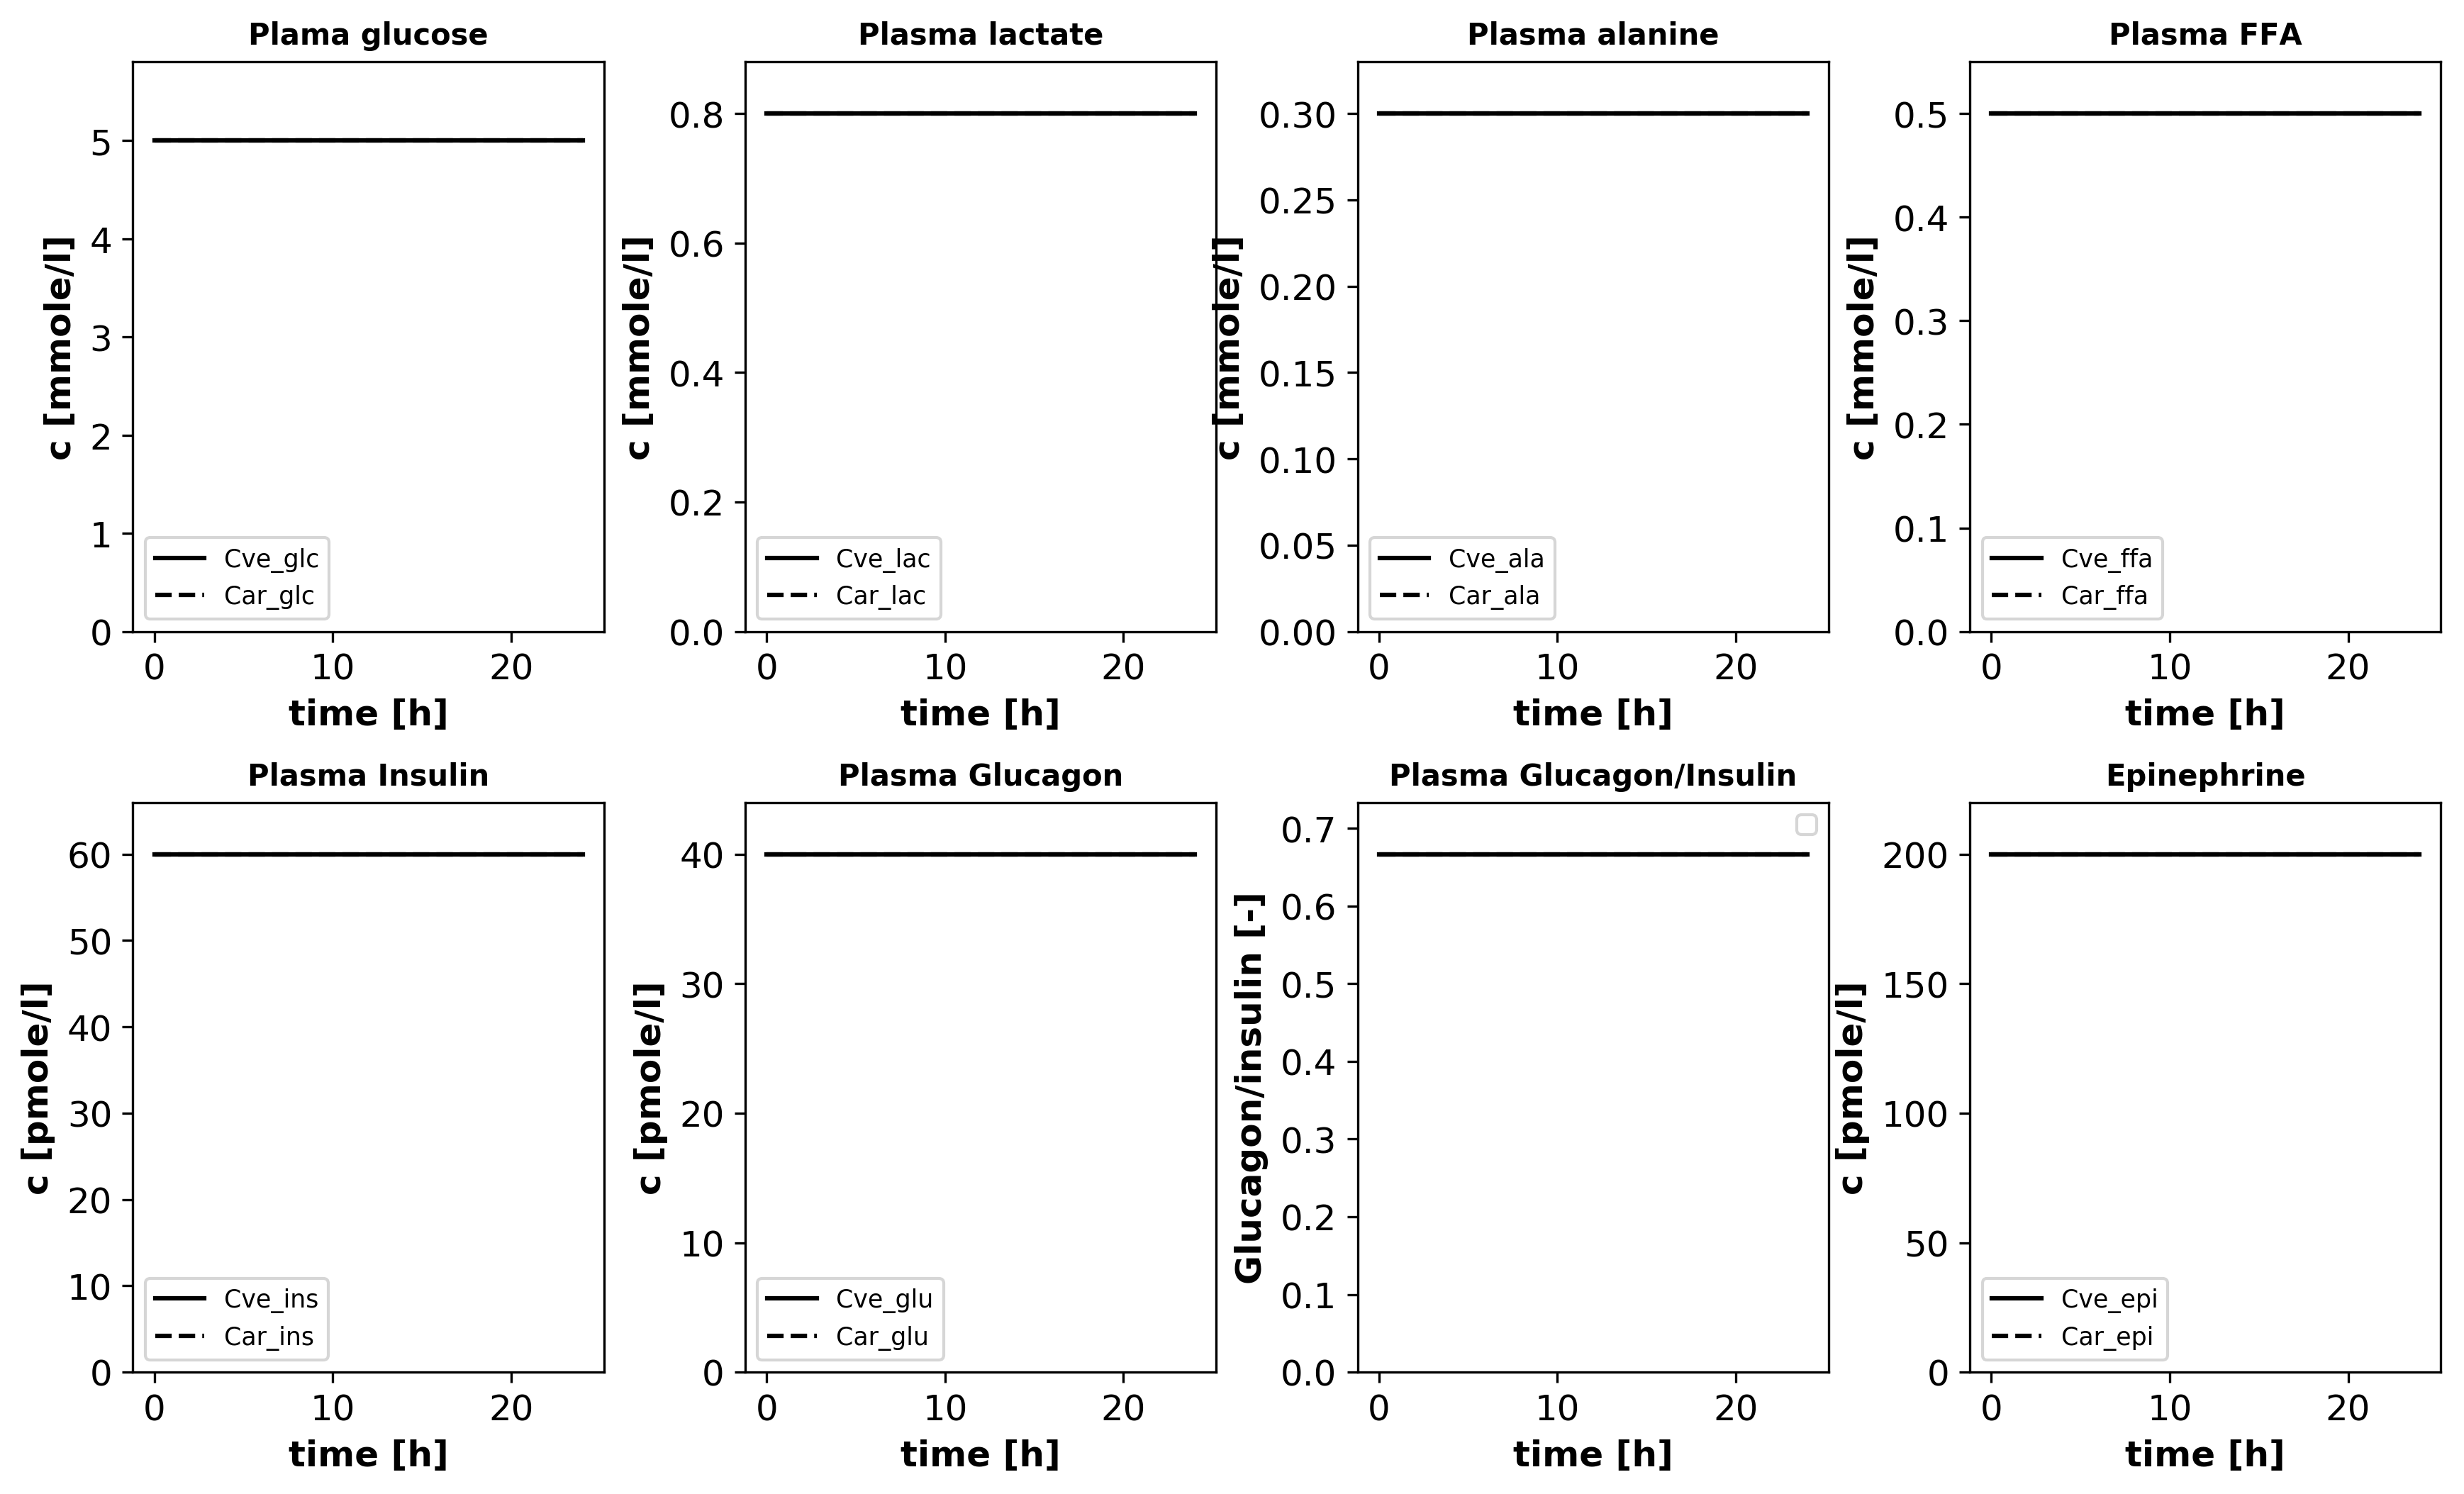 Plama glucose
c [mmole/l]
5
4
3
2
1
0
Cve_glc
Car_glc
0 10 20
time [h]
Plasma lactate
c [mmole/l]
0.8
0.6
0.4
0.2
0.0
Cve_lac
Car_lac
0 10 20
time [h]
Plasma alanine
c [mmole/l]
0.30
0.25
0.20
0.15
0.10
0.05
0.00
Cve_ala
Car_ala
0 10 20
time [h]
Plasma FFA
c [mmole/l]
0.5
0.4
0.3
0.2
0.1
0.0
Cve_ffa
Car_ffa
0 10 20
time [h]
Plasma Insulin
c [pmole/l]
60
50
40
30
20
10
0
Cve_ins
Car_ins
0 10 20
time [h]
Plasma Glucagon
c [pmole/l]
40
30
20
10
0
Cve_glu
Car_glu
0 10 20
time [h]
Plasma Glucagon/Insulin
Glucagon/insulin [-]
0.7
0.6
0.5
0.4
0.3
0.2
0.1
0.0
0 10 20
time [h]
Epinephrine
c [pmole/l]
200
150
100
50
0
Cve_epi
Car_epi
0 10 20
time [h]